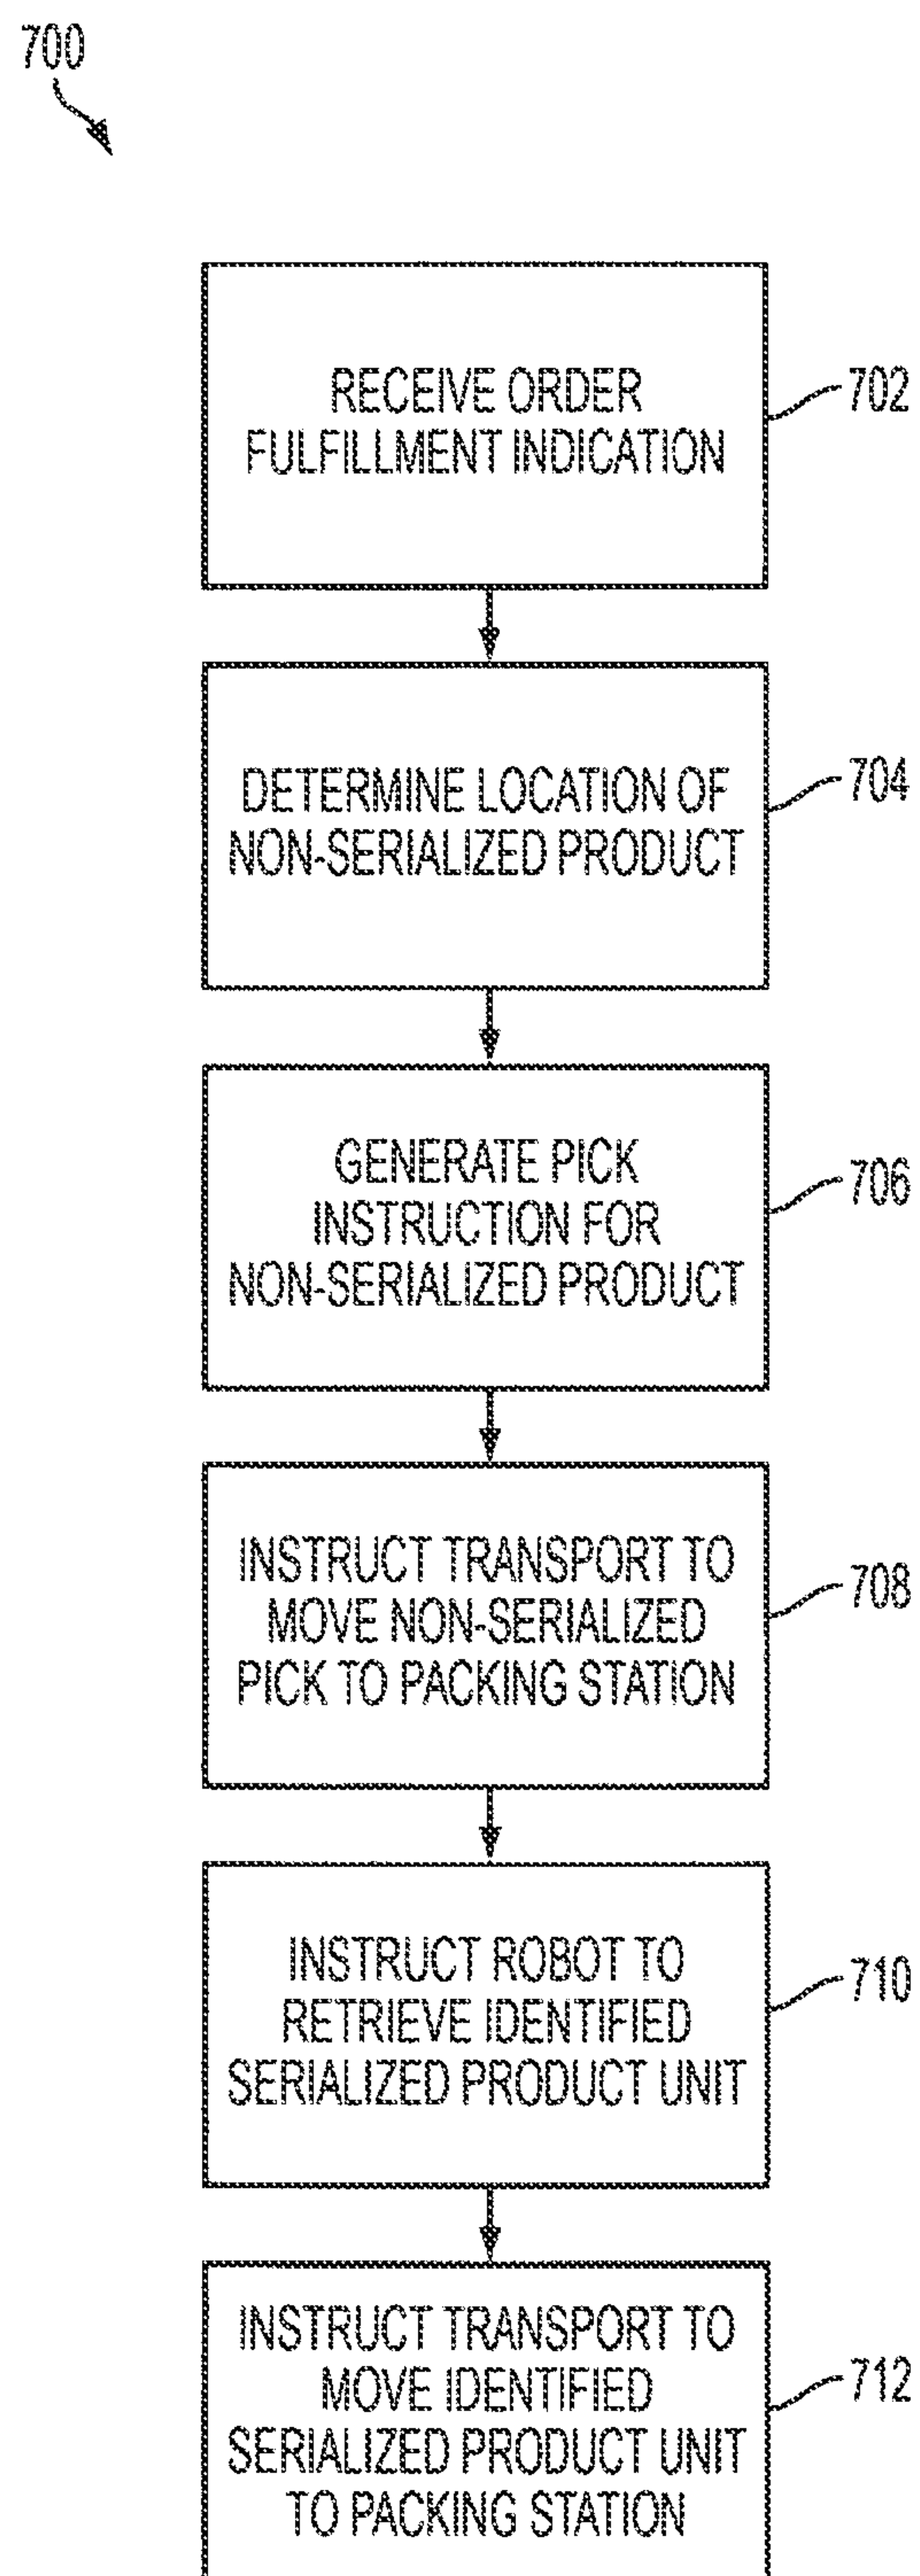 700
RECEIVE ORDER
FULFILLMENT INDICATION
702
DETERMINE LOCATION OF
NON-SERIALIZED PRODUCT
704
GENERATE PICK
INSTRUCTION FOR
NON-SERIALIZED PRODUCT
706
INSTRUCT TRANSPORT TO
MOVE NON-SERIALIZED
PICK TO PACKING STATION
708
INSTRUCT ROBOT TO
RETRIEVE IDENTIFIED
SERIALIZED PRODUCT UNIT
710
INSTRUCT TRANSPORT TO
MOVE IDENTIFIED
SERIALIZED PRODUCT UNIT
TO PACKING STATION
712